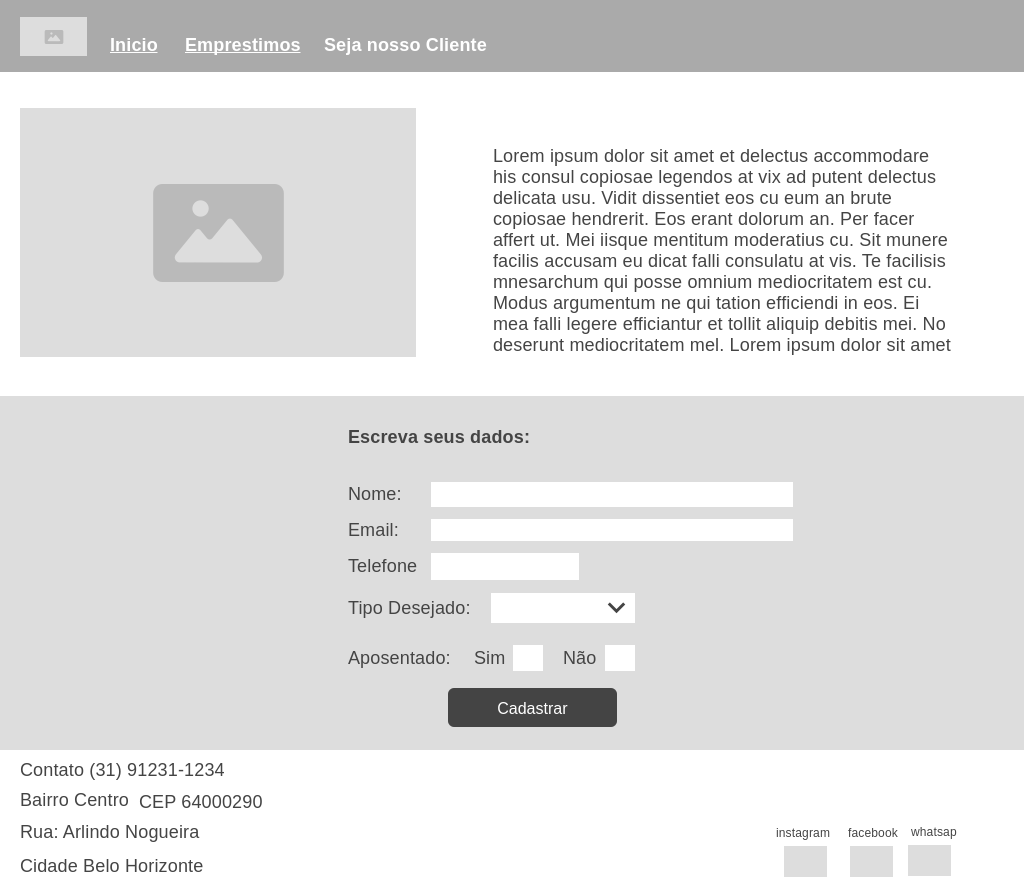 Inicio Emprestimos Seja nosso Cliente
Lorem ipsum dolor sit amet et delectus accommodare
his consul copiosae legendos at vix ad putent delectus
delicata usu. Vidit dissentiet eos cu eum an brute
copiosae hendrerit. Eos erant dolorum an. Per facer
affert ut. Mei iisque mentitum moderatius cu. Sit munere
facilis accusam eu dicat falli consulatu at vis. Te facilisis
mnesarchum qui posse omnium mediocritatem est cu.
Modus argumentum ne qui tation efficiendi in eos. Ei
mea falli legere efficiantur et tollit aliquip debitis mei. No
deserunt mediocritatem mel. Lorem ipsum dolor sit amet
Escreva seus dados:
Nome:
Email:
Telefone
Tipo Desejado:
Aposentado: Sim Não
Cadastrar
Contato (31) 91231-1234
Bairro Centro CEP 64000290
Rua: Arlindo Nogueira
instagram facebook whatsap
Cidade Belo Horizonte